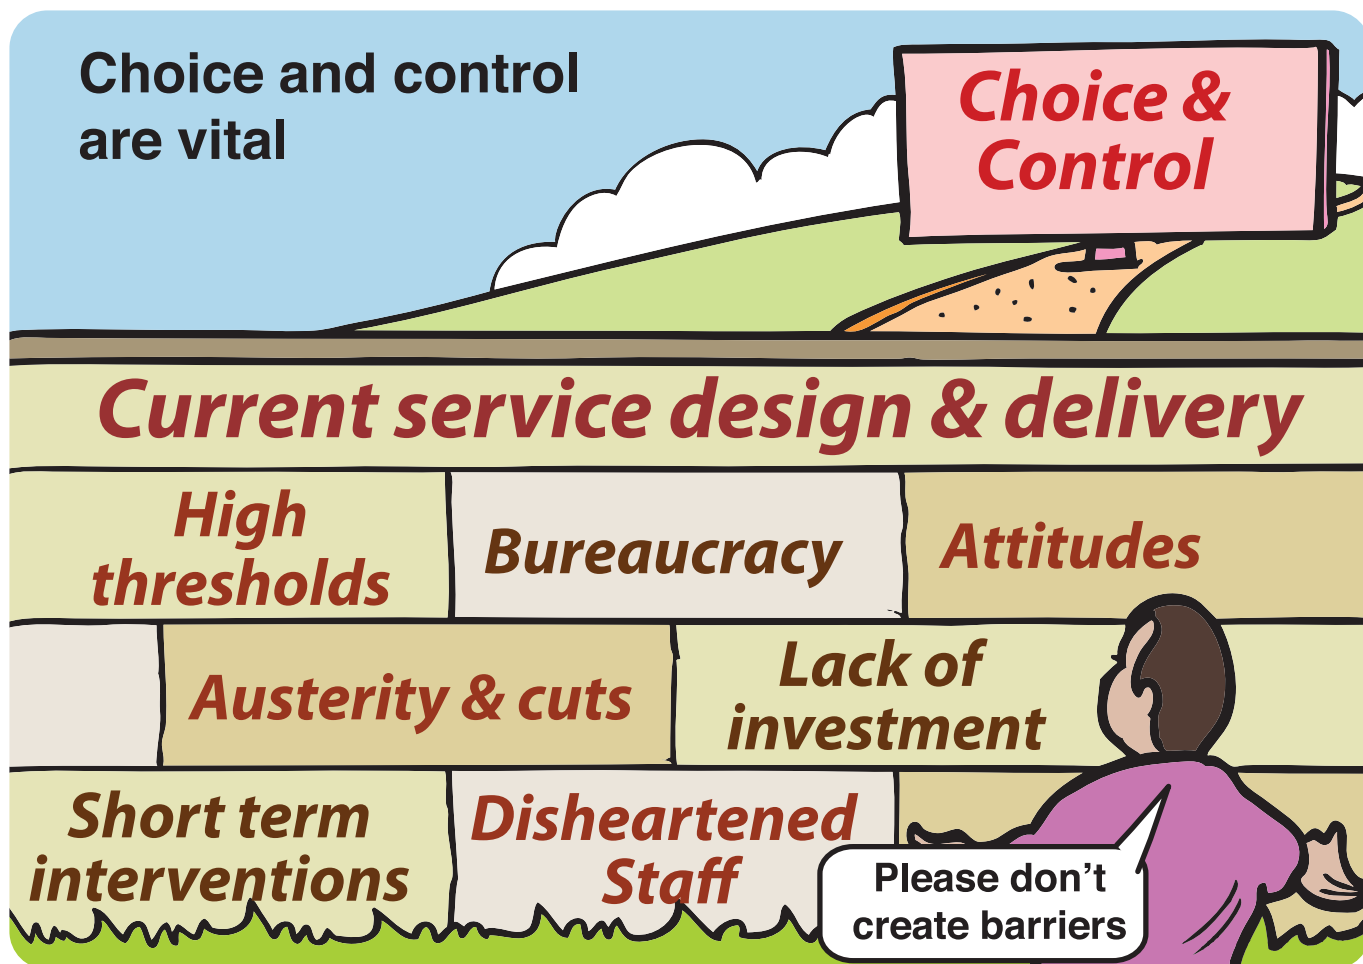 Choice and control
are vital
Choice &
Control
Current service design & delivery
High
thresholds
Bureaucracy
Attitudes
Austerity & cuts
Lack of
investment
Short term
interventions
Disheartened
Staff
Please don't
create barriers